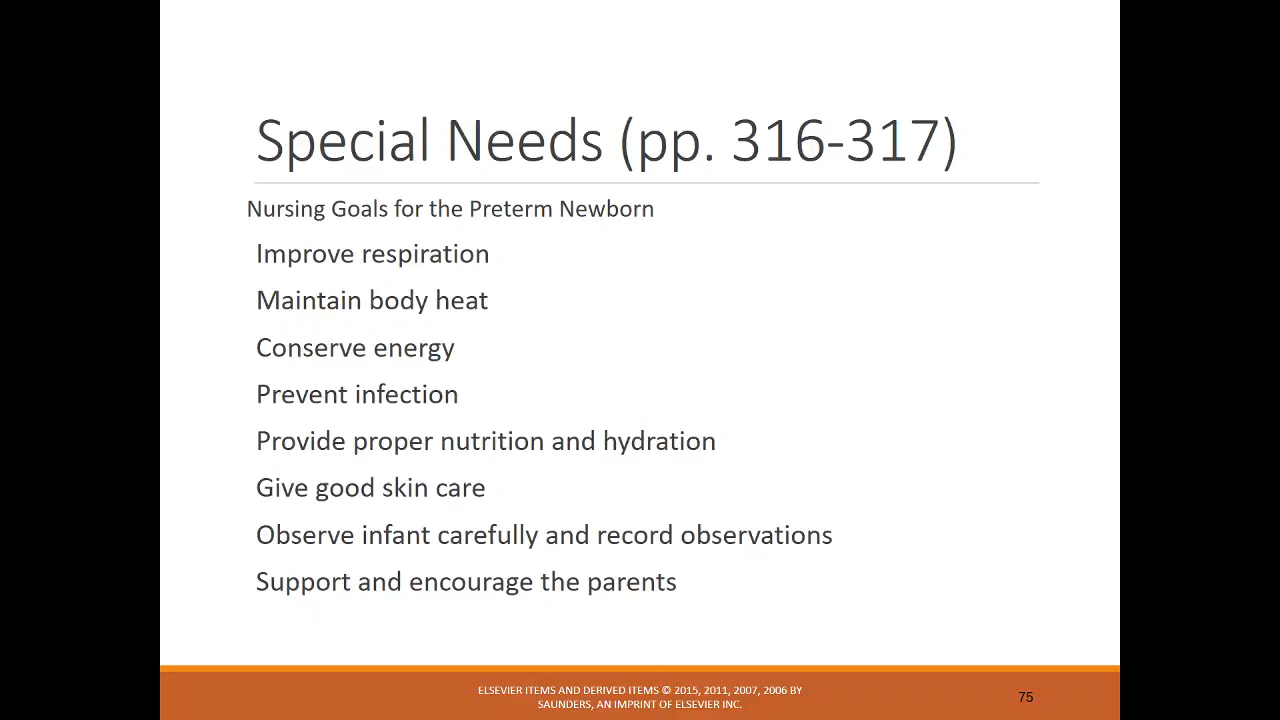 Special Needs (pp. 316-317)
Nursing Goals for the Preterm Newborn
Improve respiration
Maintain body heat
Conserve energy
Prevent infection
Provide proper nutrition and hydration
Give good skin care
Observe infant carefully and record observations
Support and encourage the parents
ELSEVIER ITEMS AND DERIVED ITEMS © 2015, 2011, 2007, 2006 BY
SAUNDERS, AN IMPRINT OF ELSEVIER INC.
75